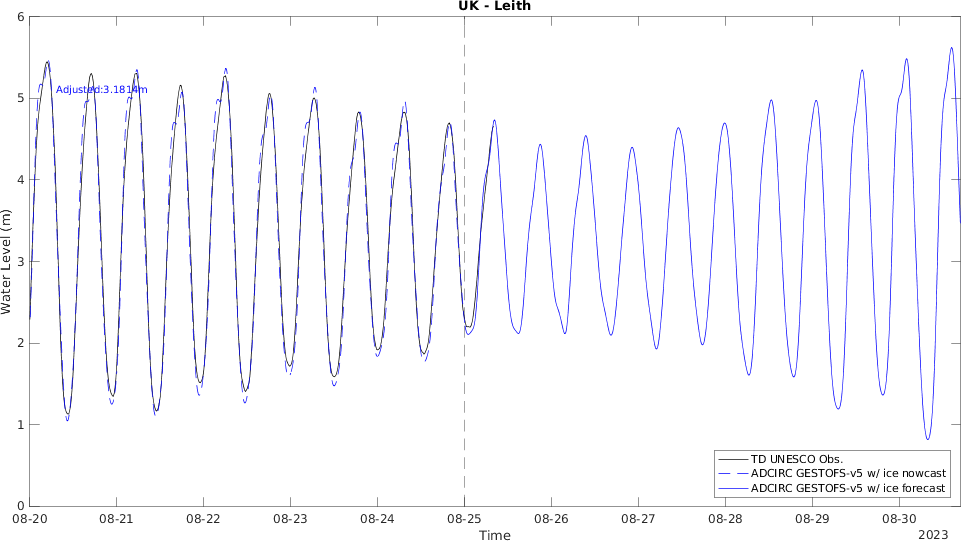 UK - Leith
6
5
4
3
2
1
0
Water Level (m)
Adjusted:3.1814m
TD UNESCO Obs.
ADCIRC GESTOFS-v5 w/ ice nowcast
ADCIRC GESTOFS-v5 w/ ice forecast
08-20 08-21 08-22 08-23 08-24 08-25 08-26 08-27 08-28 08-29 08-30
Time
2023